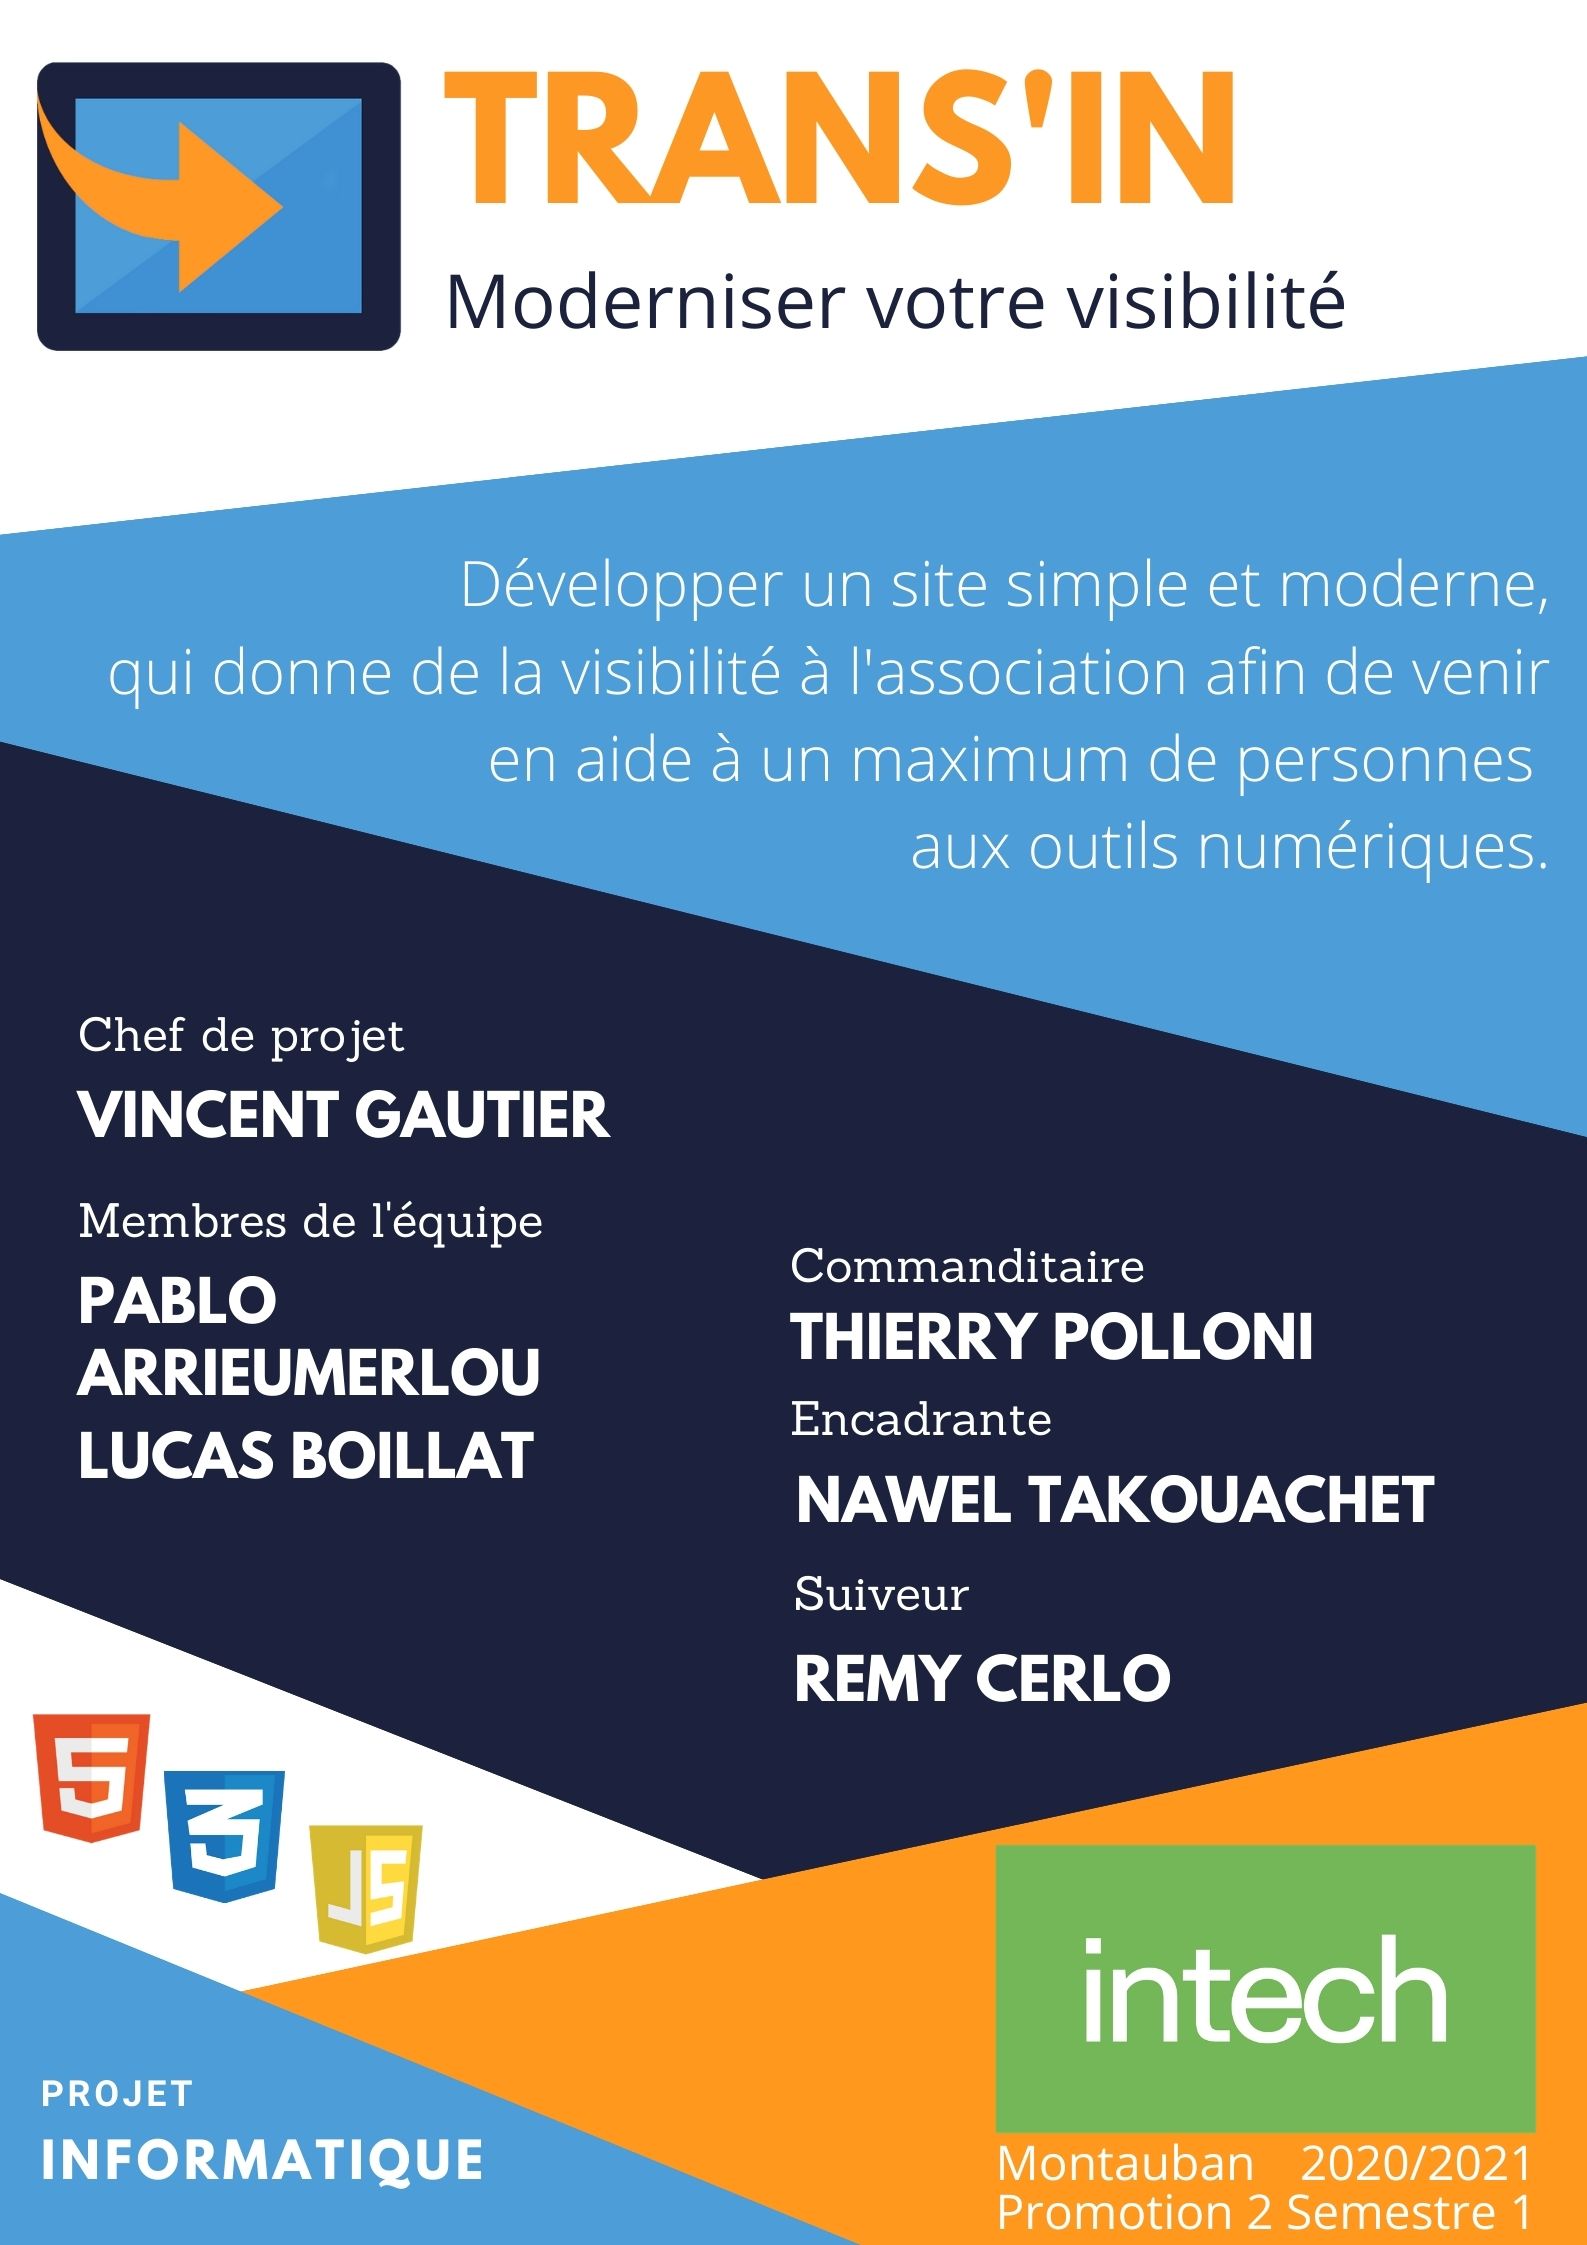 TRANS'IN
Moderniser votre visibilité
Développer un site simple et moderne,
qui donne de la visibilité à l'association afin de venir
en aide à un maximum de personnes
aux outils numériques.
Chef de projet
VINCENT GAUTIER
Membres de l'équipe
PABLO
ARRIEUMERLOU
LUCAS BOILLAT
Commanditaire
THIERRY POLLONI
Encadrante
NAWEL TAKOUACHET
Suiveur
REMY CERLO
5
3
JS
PROJET
INFORMATIQUE
intech
Montauban 2020/2021
Promotion 2 Semestre 1